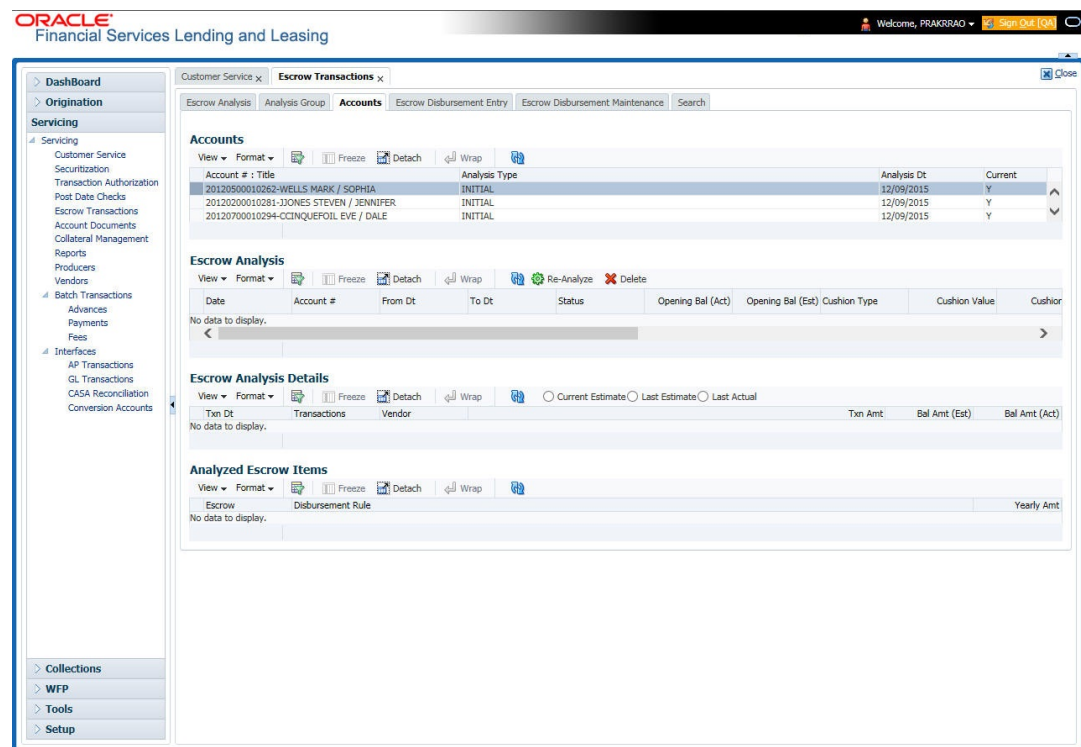 ORACLE
Financial Services Lending and Leasing
Welcome, PRAKRRAO
Sign Out [QA]
DashBoard
Origination
Servicing
Servicing
Customer Service
Securitization
Transaction Authorization
Post Date Checks
Escrow Transactions
Account Documents
Collateral Management
Reports
Producers
Vendors
Batch Transactions
Advances
Payments
Fees
Interfaces
AP Transactions
GL Transactions
CASA Reconciliation
Conversion Accounts
Collections
WFP
Tools
Setup
Customer Service x Escrow Transactions x
Close
Escrow Analysis Analysis Group Accounts Escrow Disbursement Entry Escrow Disbursement Maintenance Search
Accounts
View Format Freeze Detach Wrap
Account # : Title Analysis Type Analysis Dt Current
20120500010262-WELLS MARK / SOPHIA INITIAL 12/09/2015 Y
20120200010281-JJONES STEVEN / JENNIFER INITIAL 12/09/2015 Y
20120700010294-CCINQUEFOIL EVE / DALE INITIAL 12/09/2015 Y
Escrow Analysis
View Format Freeze Detach Wrap Re-Analyze Delete
Date Account # From Dt To Dt Status Opening Bal (Act) Opening Bal (Est) Cushion Type Cushion Value Cushion
No data to display.
Escrow Analysis Details
View Format Freeze Detach Wrap Current Estimate Last Estimate Last Actual
Txn Dt Transactions Vendor Txn Amt Bal Amt (Est) Bal Amt (Act)
No data to display.
Analyzed Escrow Items
View Format Freeze Detach Wrap
Escrow Disbursement Rule Yearly Amt
No data to display.